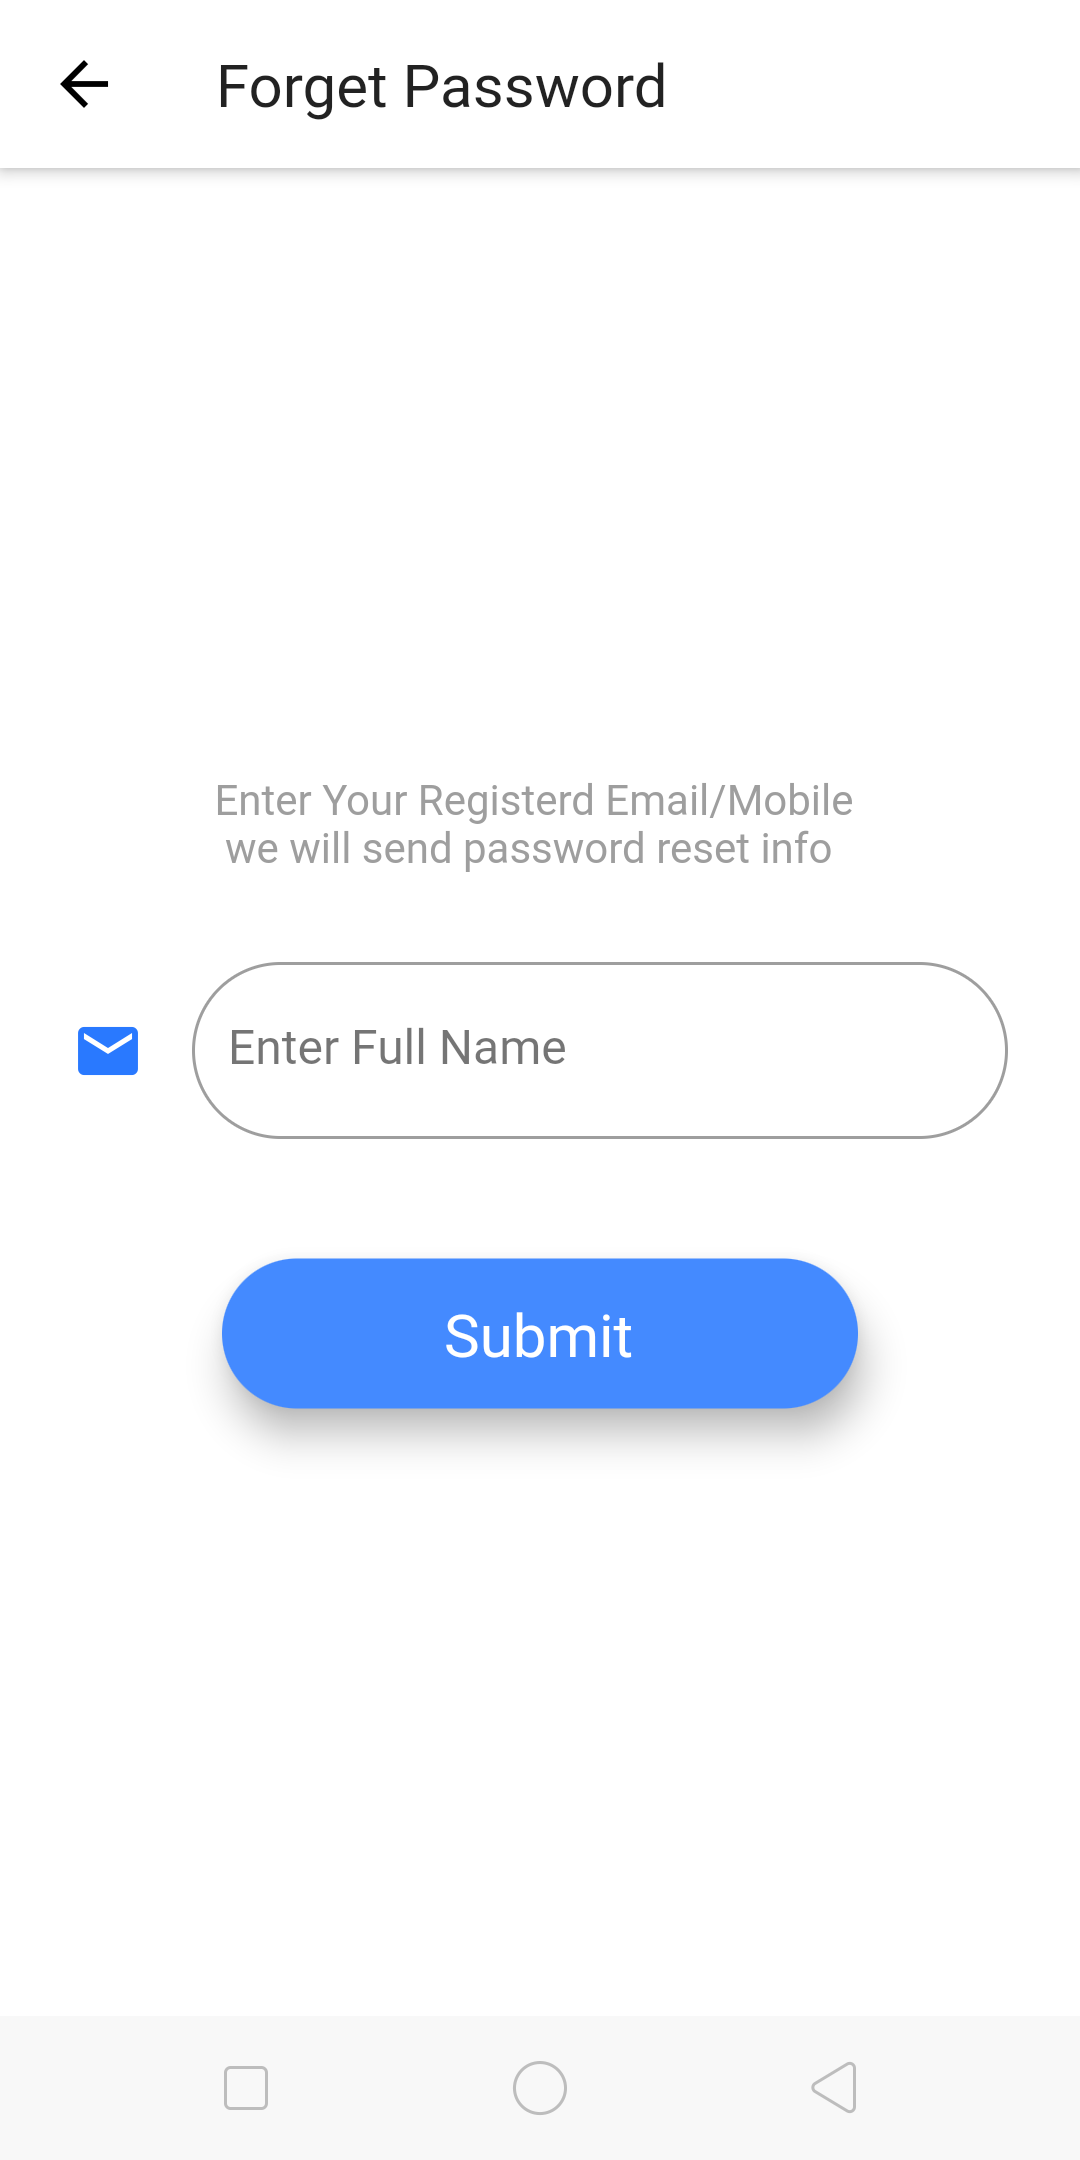 Forget Password
Enter Your Registerd Email/Mobile
we will send password reset info
Enter Full Name
Submit